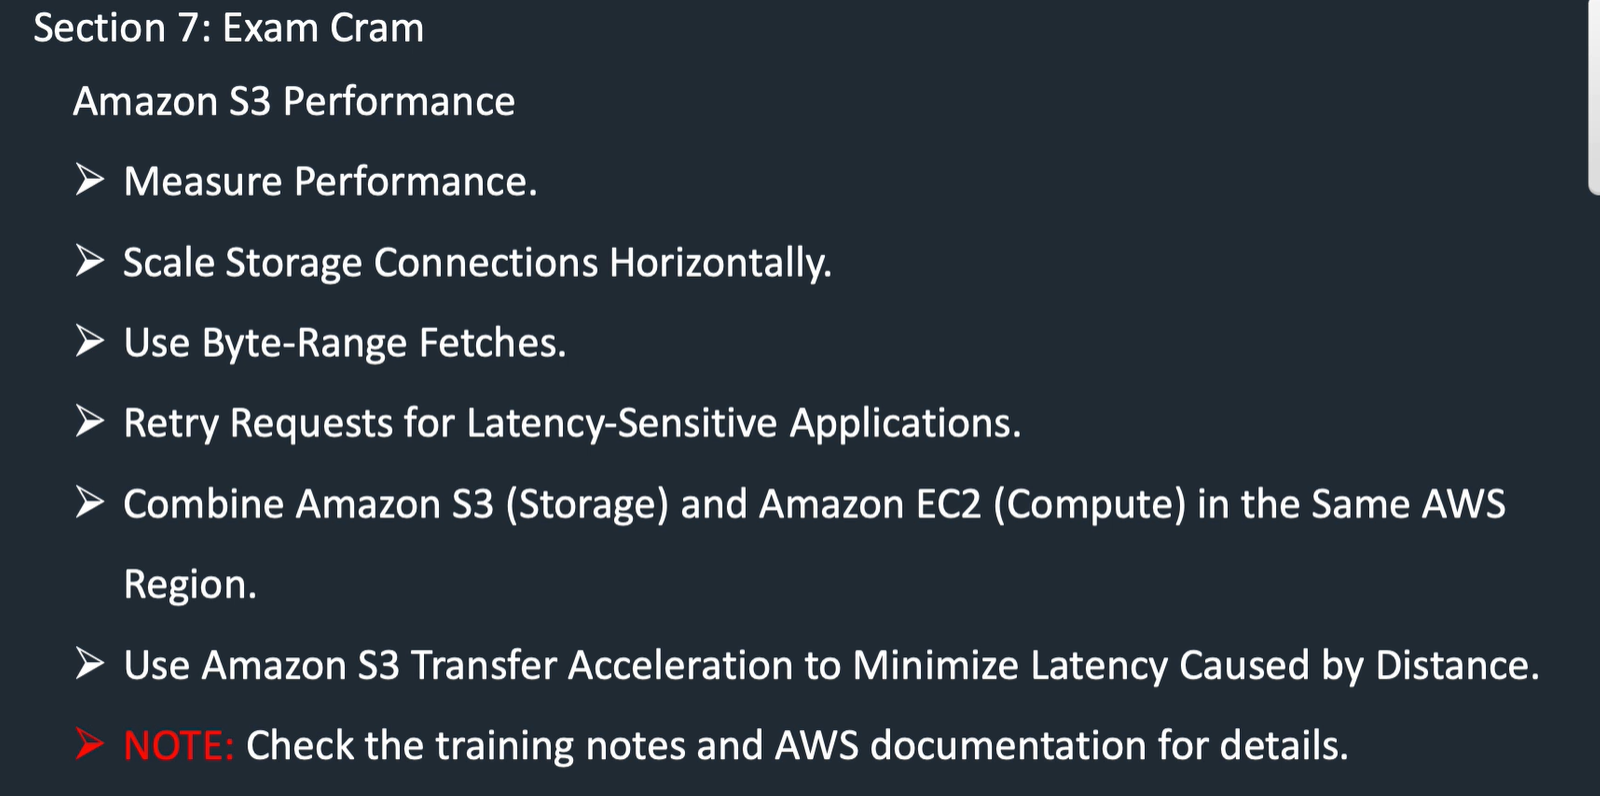 Section 7: Exam Cram
Amazon S3 Performance
➢ Measure Performance.
➢ Scale Storage Connections Horizontally.
➢ Use Byte-Range Fetches.
➢ Retry Requests for Latency-Sensitive Applications.
➢ Combine Amazon S3 (Storage) and Amazon EC2 (Compute) in the Same AWS
Region.
➢ Use Amazon S3 Transfer Acceleration to Minimize Latency Caused by Distance.
➢ NOTE: Check the training notes and AWS documentation for details.